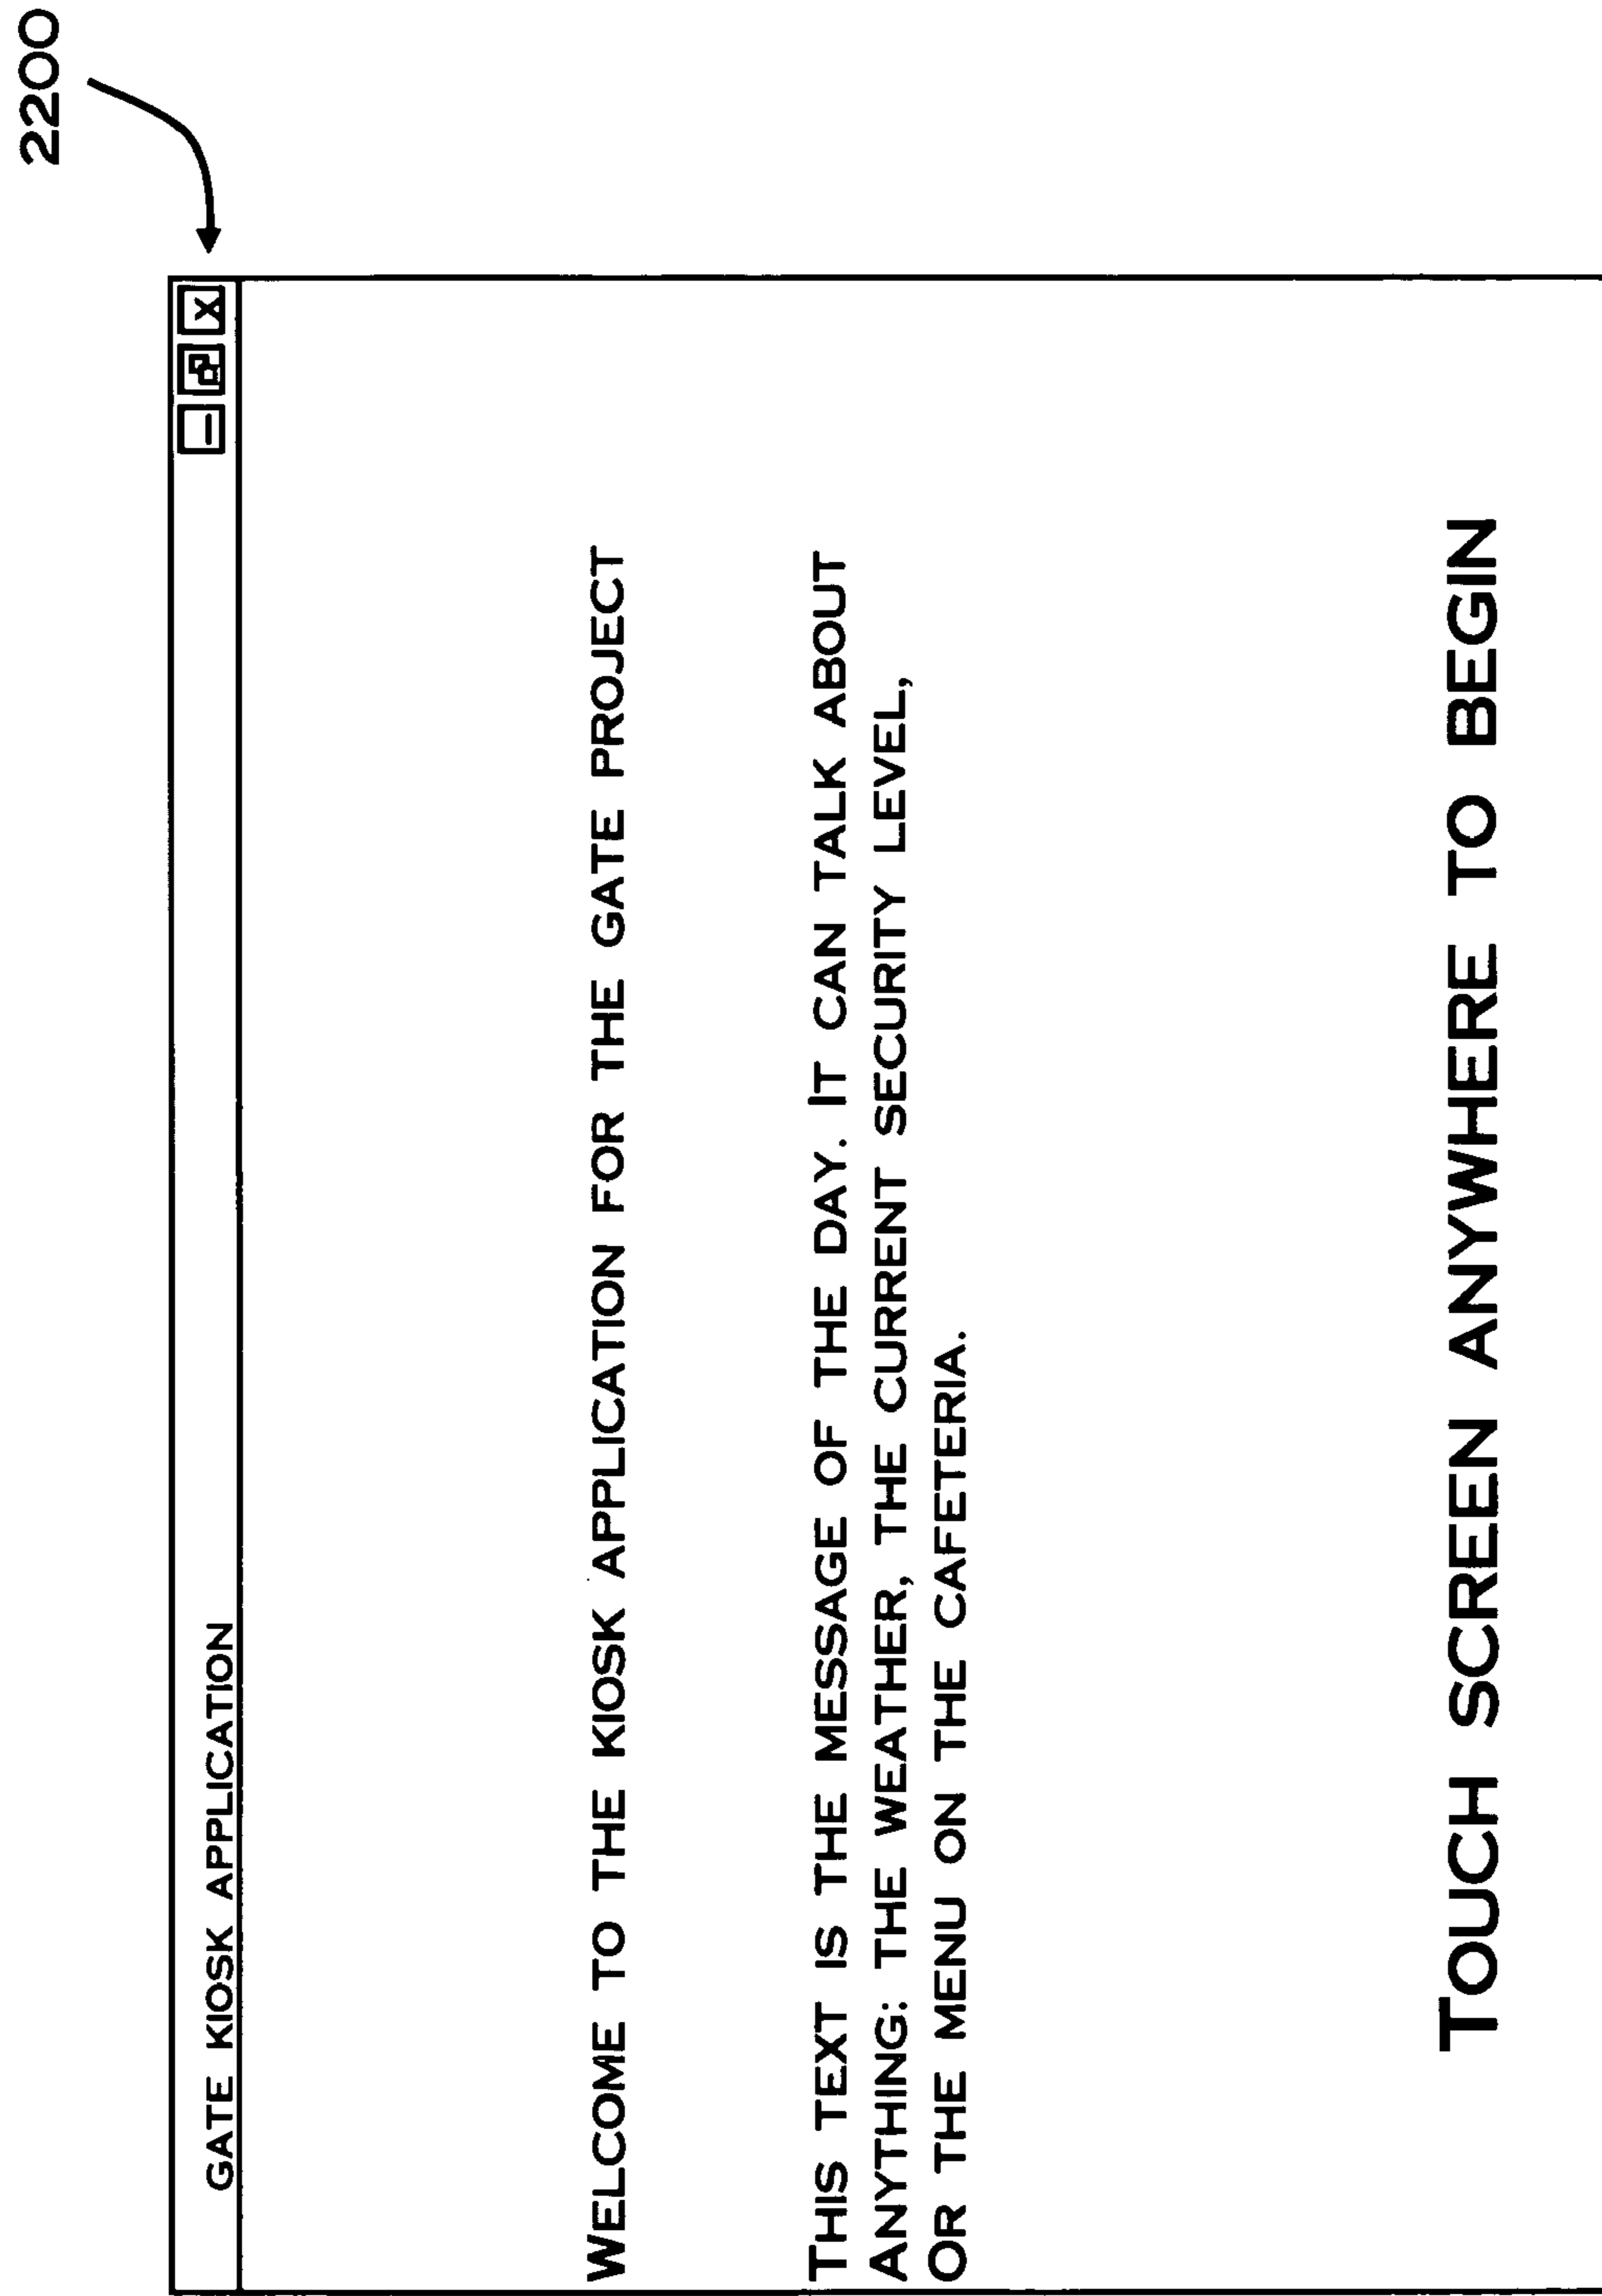 2200
GATE KIOSK APPLICATION
WELCOME TO THE KIOSK APPLICATION FOR THE GATE PROJECT
THIS TEXT IS THE MESSAGE OF THE DAY. IT CAN TALK ABOUT
ANYTHING: THE WEATHER, THE CURRENT SECURITY LEVEL,
OR THE MENU ON THE CAFETERIA.
TOUCH SCREEN ANYWHERE TO BEGIN